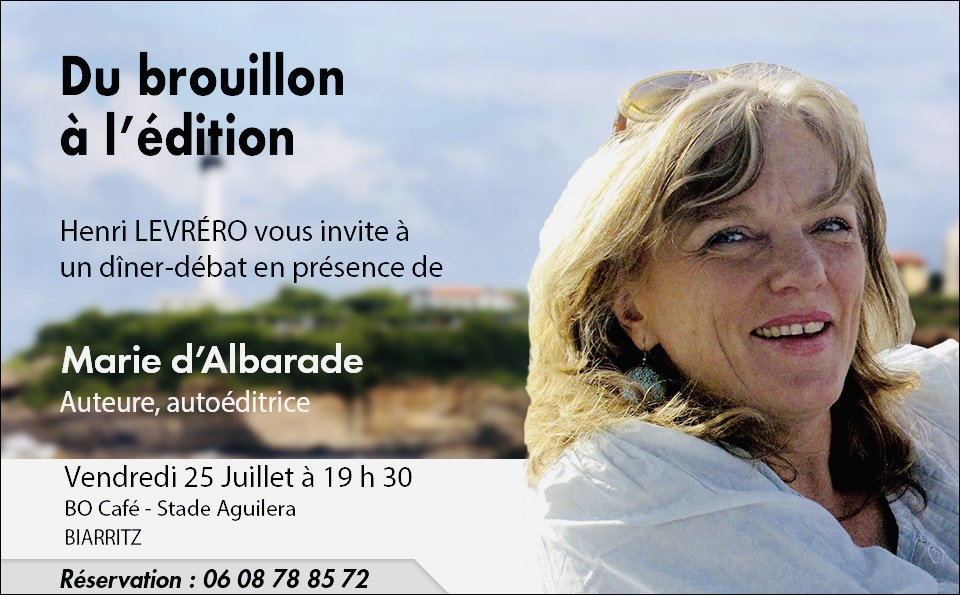 Du brouillon
à l'édition
Henri LEVRÉRO vous invite à
un dîner-débat en présence de
Marie d'Albarade
Auteure, autoéditrice
Vendredi 25 Juillet à 19 h 30
BO Café - Stade Aguilera
BIARRITZ
Réservation : 06 08 78 85 72